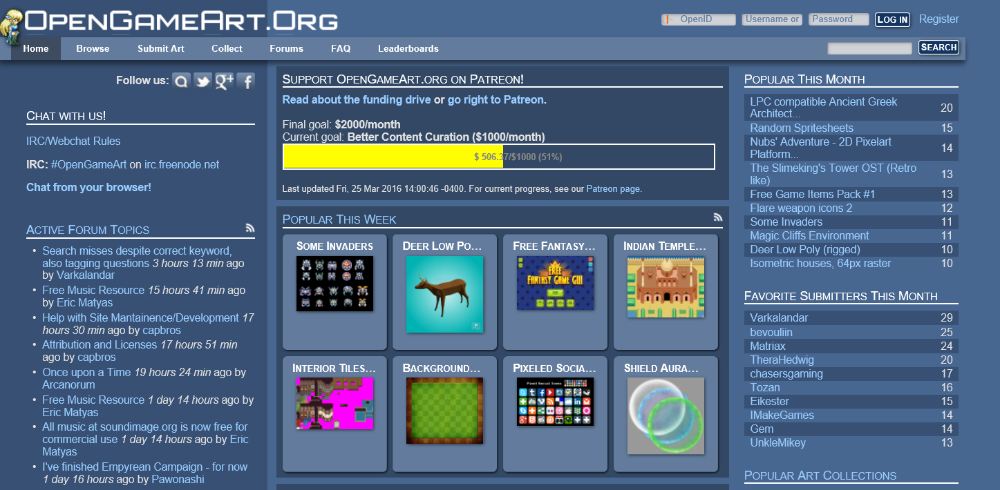 OpenGameArt.Org
OpenID
Username or
Password
LOG IN
Register
Home
Browse
Submit Art
Collect
Forums
FAQ
Leaderboards
SEARCH
Follow us:
Chat with us!
IRC/Webchat Rules
IRC: #OpenGameArt on irc.freenode.net
Chat from your browser!
Active Forum Topics
• Search misses despite correct keyword,
also tagging questions 3 hours 13 min ago
by Varkalandar
• Free Music Resource 15 hours 41 min ago
by Eric Matyas
• Help with Site Mantainence/Development 17
hours 30 min ago by capbros
• Attribution and Licenses 17 hours 51 min
ago by capbros
• Once upon a Time 19 hours 24 min ago by
Arcanorum
• Free Music Resource 1 day 14 hours ago by
Eric Matyas
• All music at soundimage.org is now free for
commercial use 1 day 14 hours ago by Eric
Matyas
• I've finished Empyrean Campaign - for now
1 day 16 hours ago by Pawonashi
Support OpenGameArt.org on Patreon!
Read about the funding drive or go right to Patreon.
Final goal: $2000/month
Current goal: Better Content Curation ($1000/month)
$ 506.37/$1000 (51%)
Last updated Fri, 25 Mar 2016 14:00:46 -0400. For current progress, see our Patreon page.
Popular This Week
Some Invaders
Deer Low Po...
Free Fantasy...
FREE
FANTASY GAME GUI
Indian Temple...
Interior Tiles...
Background...
Pixeled Socia...
Pixel Social Icons
Shield Aura...
Popular This Month
LPC compatible Ancient Greek
Architect... 20
Random Spritesheets 15
Nubs' Adventure - 2D Pixelart
Platform... 14
The Slimeking's Tower OST (Retro
like) 13
Free Game Items Pack #1 13
Flare weapon icons 2 12
Some Invaders 11
Magic Cliffs Environment 11
Deer Low Poly (rigged) 10
Isometric houses, 64px raster 10
Favorite Submitters This Month
Varkalandar 29
bevouliin 25
Matriax 24
TheraHedwig 20
chasersgaming 17
Tozan 16
Eikester 15
IMakeGames 14
Gem 14
UnkleMikey 13
Popular Art Collections